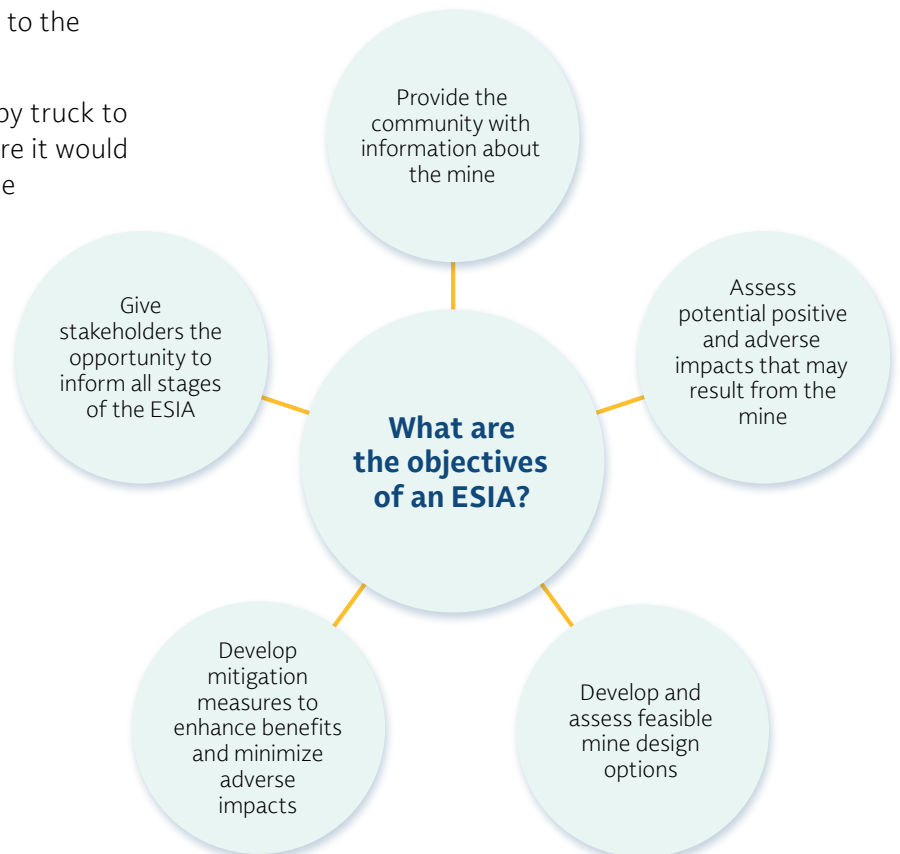 to the
by truck to
re it would
e
Provide the
community with
information about
the mine
Assess
potential positive
and adverse
impacts that may
result from the
mine
Give
stakeholders the
opportunity to
inform all stages
of the ESIA
What are
the objectives
of an ESIA?
Develop
mitigation
measures to
enhance benefits
and minimize
adverse
impacts
Develop and
assess feasible
mine design
options